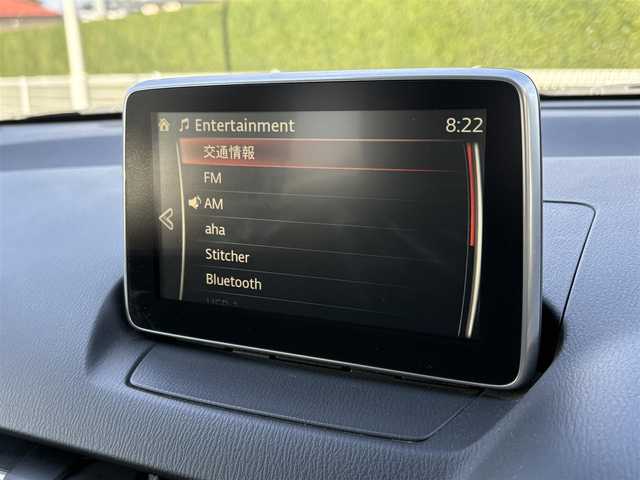 Entertainment 8:22
交通情報
FM
AM
aha
Stitcher
Bluetooth